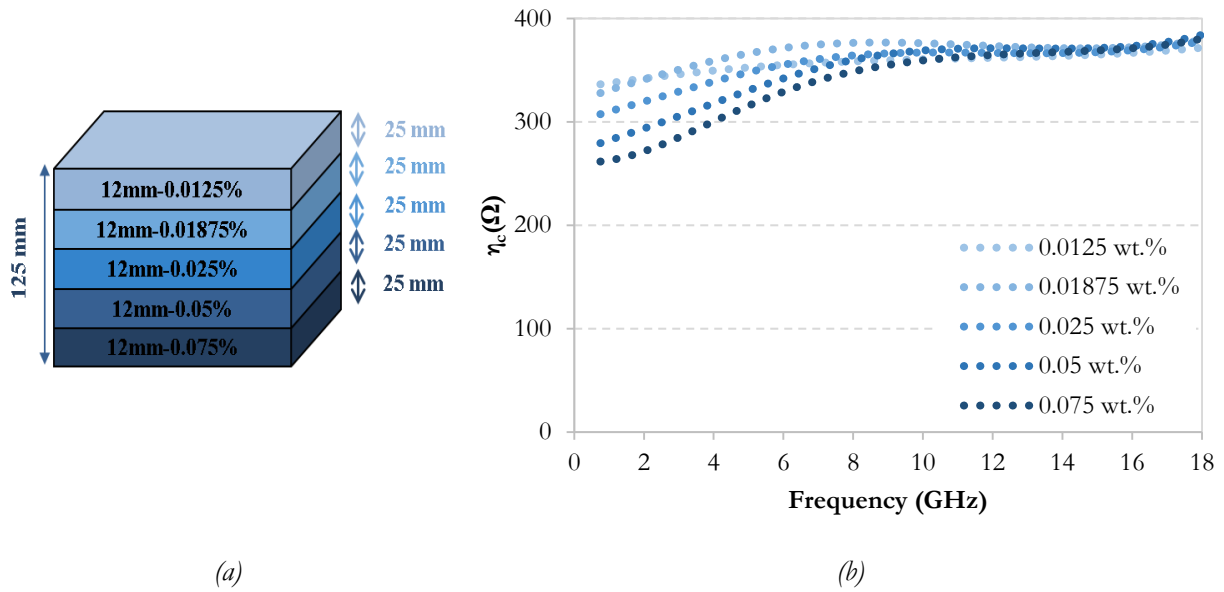 125 mm
12mm-0.0125%
12mm-0.01875%
12mm-0.025%
12mm-0.05%
12mm-0.075%
25 mm
25 mm
25 mm
25 mm
25 mm
(a)
ηc(Ω)
400
300
200
100
0
0 2 4 6 8 10 12 14 16 18
Frequency (GHz)
0.0125 wt.%
0.01875 wt.%
0.025 wt.%
0.05 wt.%
0.075 wt.%
(b)